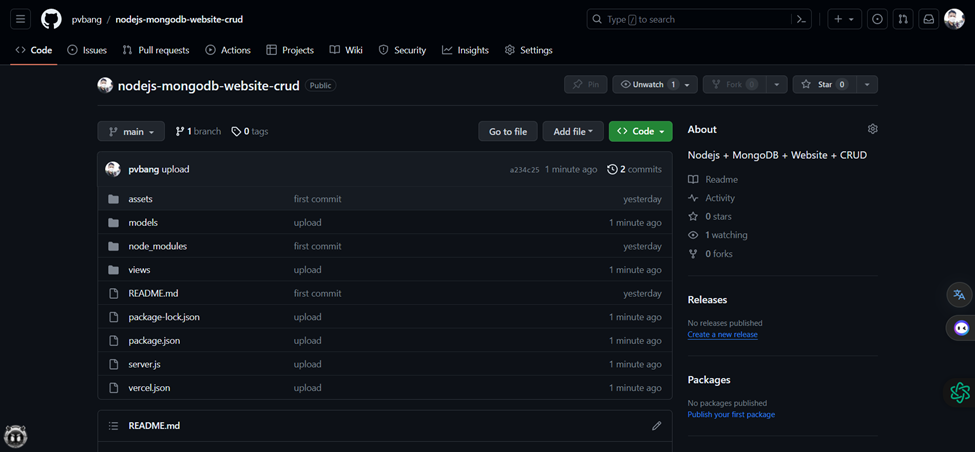 pvbang / nodejs-mongodb-website-crud
Type / to search
Code Issues Pull requests Actions Projects Wiki Security Insights Settings
nodejs-mongodb-website-crud Public
Pin Unwatch 1 Fork 0 Star 0
main 1 branch 0 tags Go to file Add file Code
pvbang upload a234c25 1 minute ago 2 commits
assets first commit yesterday
models upload 1 minute ago
node_modules first commit yesterday
views upload 1 minute ago
README.md first commit yesterday
package-lock.json upload 1 minute ago
package.json upload 1 minute ago
server.js upload 1 minute ago
vercel.json upload 1 minute ago
README.md
About
Nodejs + MongoDB + Website + CRUD
Readme
Activity
0 stars
1 watching
0 forks
Releases
No releases published
Create a new release
Packages
No packages published
Publish your first package